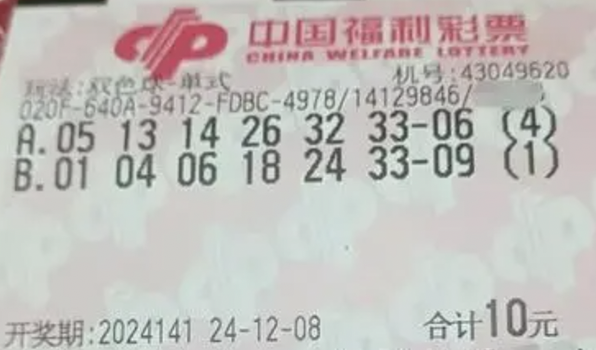 中国福利彩票
CHINA WELFARE LOTTERY
玩法:双色球-单式 机号:43049620
020F-640A-9412-FDBC-4978/14129846/
A.05 13 14 26 32 33-06 (4)
B.01 04 06 18 24 33-09 (1)
开奖期:2024141 24-12-08 合计10元